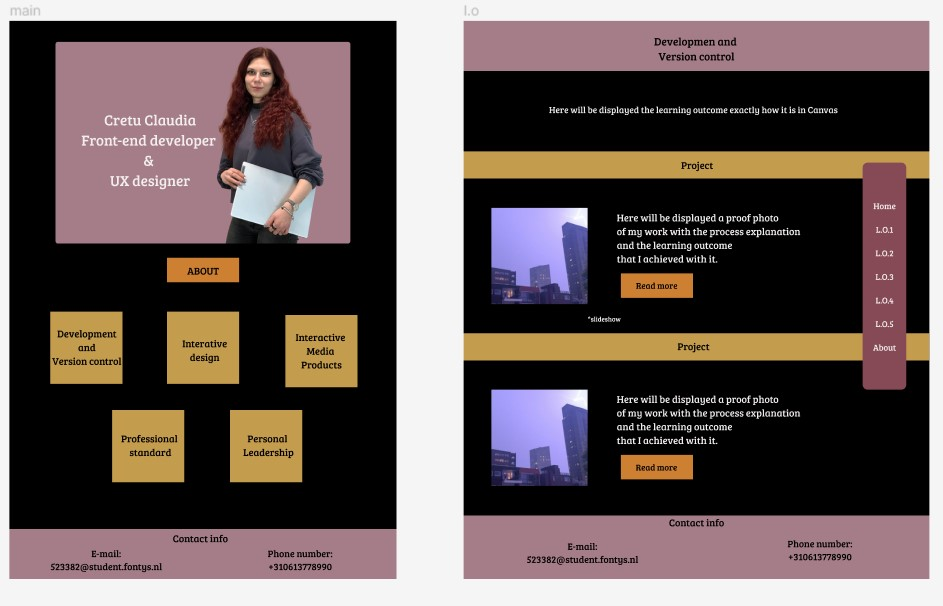 main
Cretu Claudia
Front-end developer
&
UX designer
ABOUT
Development
and
Version control
Interative
design
Interactive
Media
Products
Professional
standard
Personal
Leadership
Contact info
E-mail:
523382@student.fontys.nl
Phone number:
+310613778990
l.o
Developmen and
Version control
Here will be displayed the learning outcome exactly how it is in Canvas
Project
Here will be displayed a proof photo
of my work with the process explanation
and the learning outcome
that I achieved with it.
Read more
*slideshow
Home
L.O.1
L.O.2
L.O.3
L.O.4
L.O.5
About
Project
Here will be displayed a proof photo
of my work with the process explanation
and the learning outcome
that I achieved with it.
Read more
Contact info
E-mail:
523382@student.fontys.nl
Phone number:
+310613778990